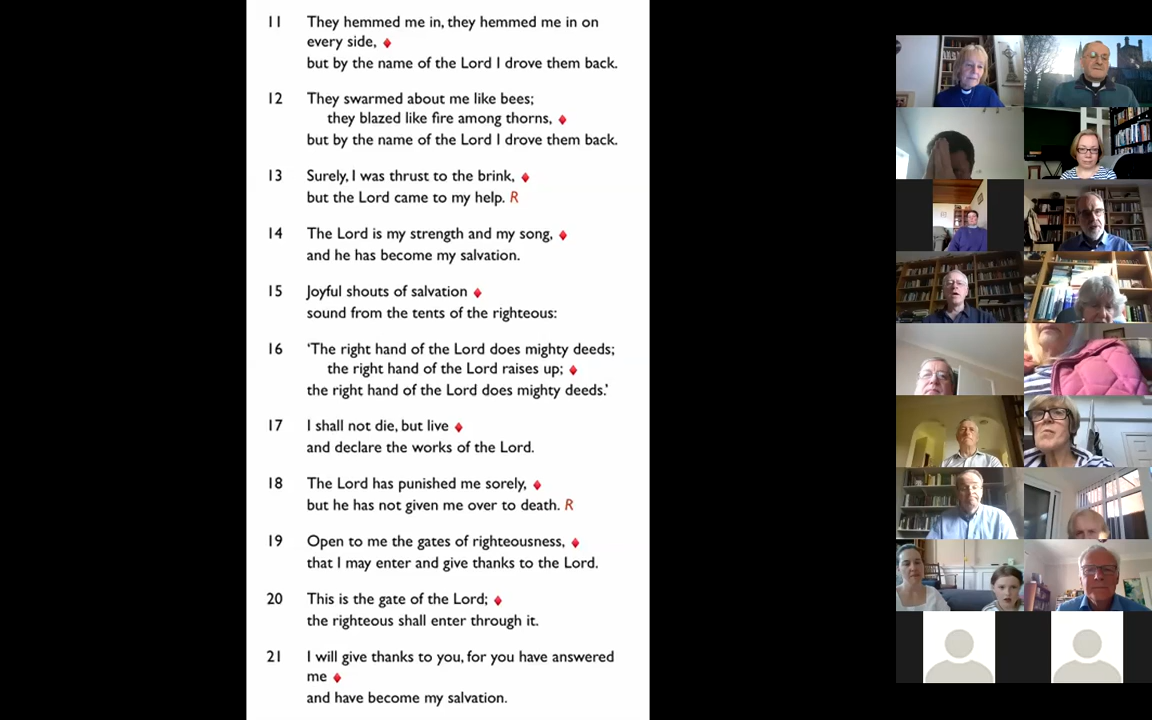 11 They hemmed me in, they hemmed me in on
every side, ♦
but by the name of the Lord I drove them back.
12 They swarmed about me like bees;
they blazed like fire among thorns, ♦
but by the name of the Lord I drove them back.
13 Surely, I was thrust to the brink, ♦
but the Lord came to my help. R
14 The Lord is my strength and my song, ♦
and he has become my salvation.
15 Joyful shouts of salvation ♦
sound from the tents of the righteous:
16 ‘The right hand of the Lord does mighty deeds;
the right hand of the Lord raises up; ♦
the right hand of the Lord does mighty deeds.’
17 I shall not die, but live ♦
and declare the works of the Lord.
18 The Lord has punished me sorely, ♦
but he has not given me over to death. R
19 Open to me the gates of righteousness, ♦
that I may enter and give thanks to the Lord.
20 This is the gate of the Lord; ♦
the righteous shall enter through it.
21 I will give thanks to you, for you have answered
me ♦
and have become my salvation.